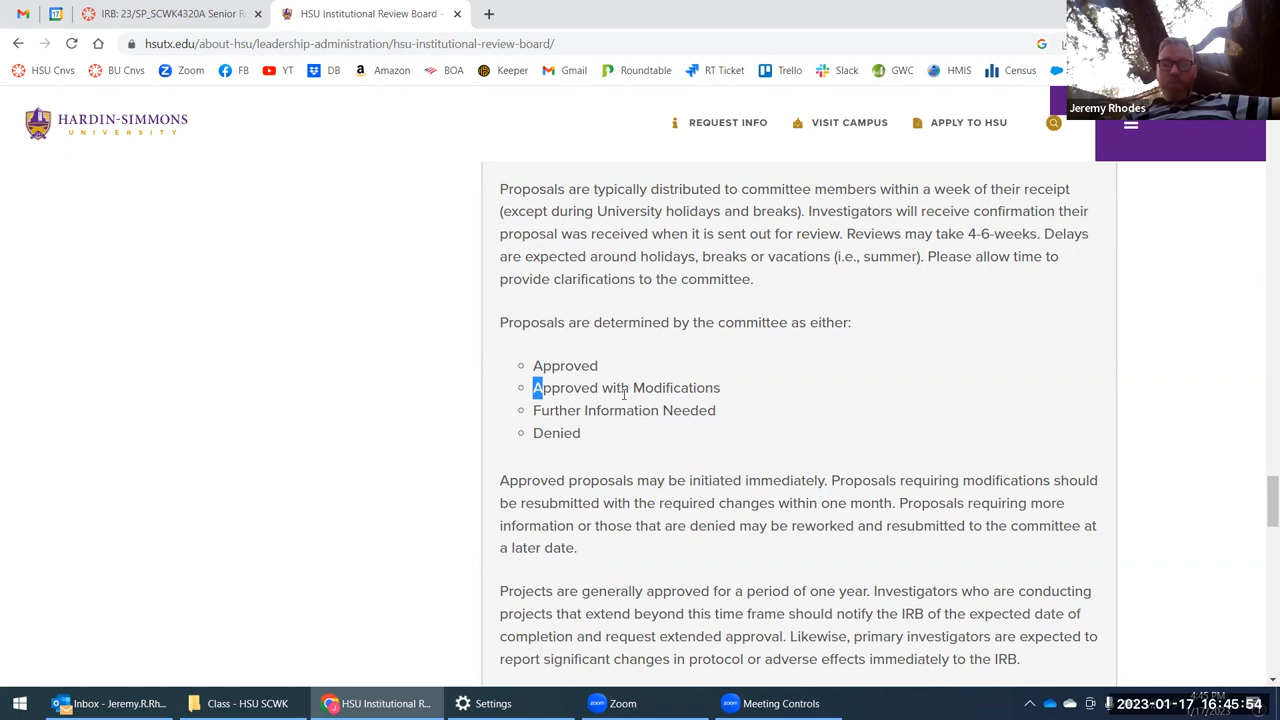 IRB: 23/SP_SCWK4320A Senior R
HSU Institutional Review Board -
hsutx.edu/about-hsu/leadership-administration/hsu-institutional-review-board/
HSU Cnvs
BU Cnvs
Zoom
FB
YT
DB
Amazon
BOA
Keeper
Gmail
Roundtable
RT Ticket
Trello
Slack
GWC
HMIS
Census
Jeremy Rhodes
HARDIN-SIMMONS
UNIVERSITY
REQUEST INFO
VISIT CAMPUS
APPLY TO HSU
Proposals are typically distributed to committee members within a week of their receipt
(except during University holidays and breaks). Investigators will receive confirmation their
proposal was received when it is sent out for review. Reviews may take 4-6-weeks. Delays
are expected around holidays, breaks or vacations (i.e., summer). Please allow time to
provide clarifications to the committee.
Proposals are determined by the committee as either:
Approved
Approved with Modifications
Further Information Needed
Denied
Approved proposals may be initiated immediately. Proposals requiring modifications should
be resubmitted with the required changes within one month. Proposals requiring more
information or those that are denied may be reworked and resubmitted to the committee at
a later date.
Projects are generally approved for a period of one year. Investigators who are conducting
projects that extend beyond this time frame should notify the IRB of the expected date of
completion and request extended approval. Likewise, primary investigators are expected to
report significant changes in protocol or adverse effects immediately to the IRB.
Inbox - Jeremy.R.Rh...
Class - HSU SCWK
HSU Institutional R...
Settings
Zoom
Meeting Controls
4:45 PM
2023-01-17 16:45:54